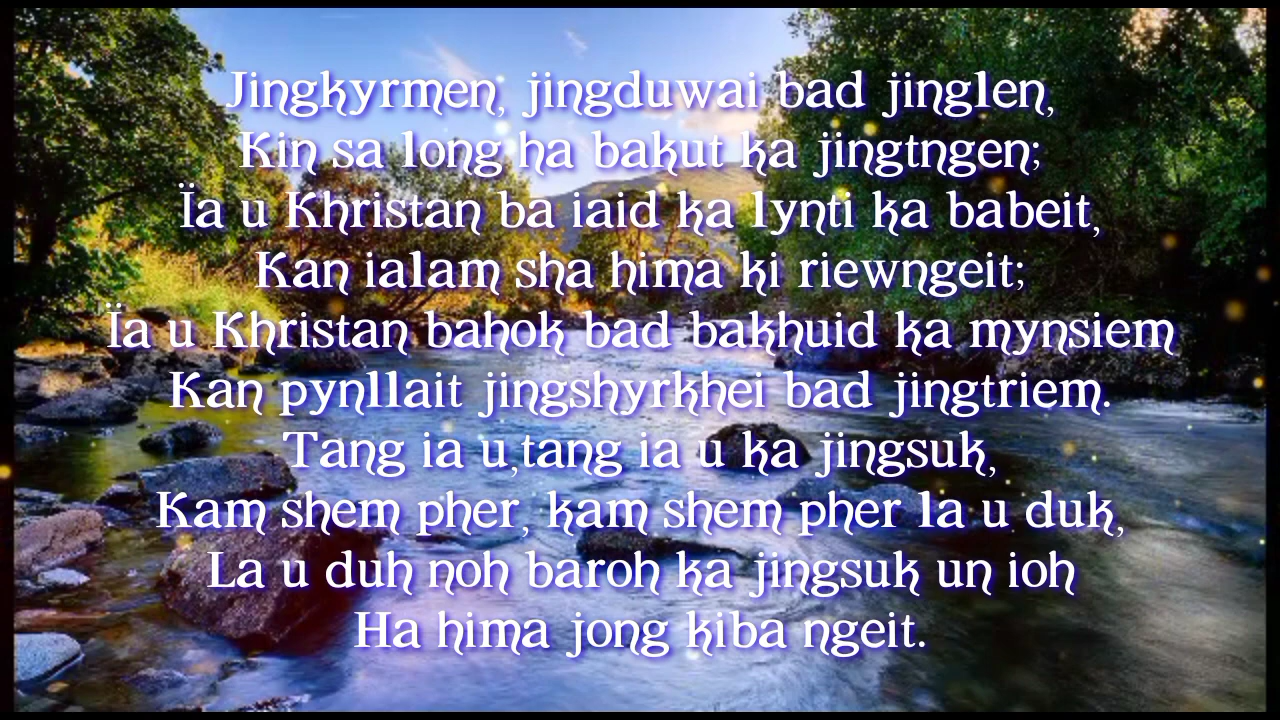 Jingkyrmen, jingduwai bad jinglen,
Kin sa long ha bakut ka jingtngen;
Ïa u Khristan ba iaid ka lynti ka babeit,
Kan ialam sha hima ki riewngeit;
Ïa u Khristan bahok bad bakhuid ka mynsiem
Kan pynllait jingshyrkhei bad jingtriem.
Tang ia u,tang ia u ka jingsuk,
Kam shem pher, kam shem pher la u duk,
La u duh noh baroh ka jingsuk un ioh
Ha hima jong kiba ngeit.